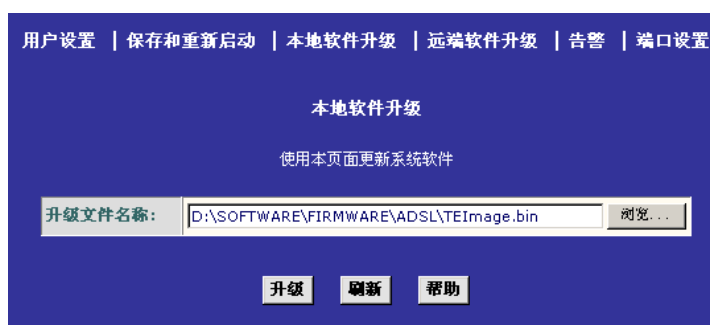 用户设置 | 保存和重新启动 | 本地软件升级 | 远端软件升级 | 告警 | 端口设置
本地软件升级
使用本页面更新系统软件
升级文件名称: D:\SOFTWARE\FIRMWARE\ADSL\TEImage.bin 浏览...
升级 刷新 帮助